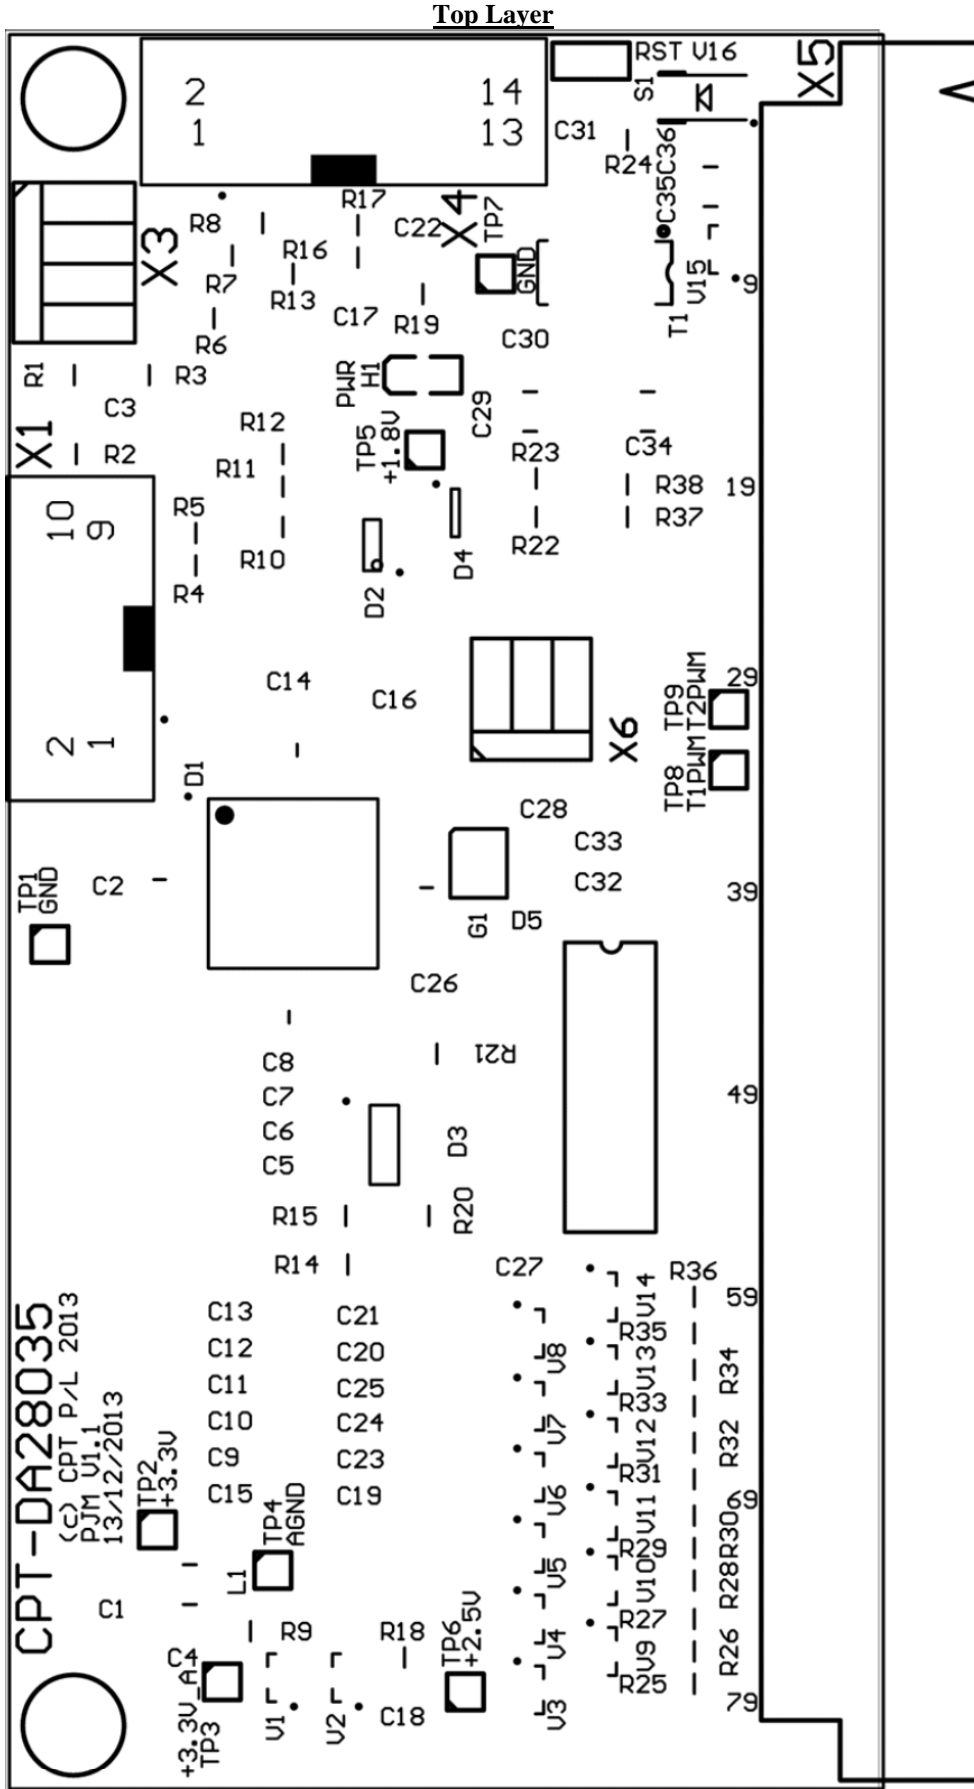 Top Layer
RST V16
X5
S1
2
14
1
13
C31
R24
C36
C35
R17
R8
C22
X4
TP7
GND
X3
R16
R7
R13
V15
9
C17
R19
T1
R6
C30
R1
R3
PWR
H1
C3
C29
R12
TP5
+1.8V
X1
R2
R11
R23
C34
R38
19
10
9
R5
R37
R10
R22
R4
D2
D4
C14
C16
29
TP9
T2PWM
X6
2
1
D1
TP8
T1PWM
C28
C33
TP1
GND
C2
C32
39
G1
D5
C26
C8
R21
C7
49
C6
D3
C5
R15
R20
R14
C27
R36
V14
59
CPT-DA28035
(c) CPT P/L 2013
PJM V1.1
13/12/2013
C13
C21
R35
C12
C20
V8
V13
R34
C11
C25
R33
C10
C24
V7
V12
R32
C9
C23
R31
TP2
+3.3V
C15
C19
V6
V11
69
TP4
AGND
R29
R30
L1
V5
V10
R28
C1
TP6
+2.5V
R27
R9
R18
V4
V9
R26
C4
+3.3V_A
TP3
R25
V1
V2
C18
V3
79